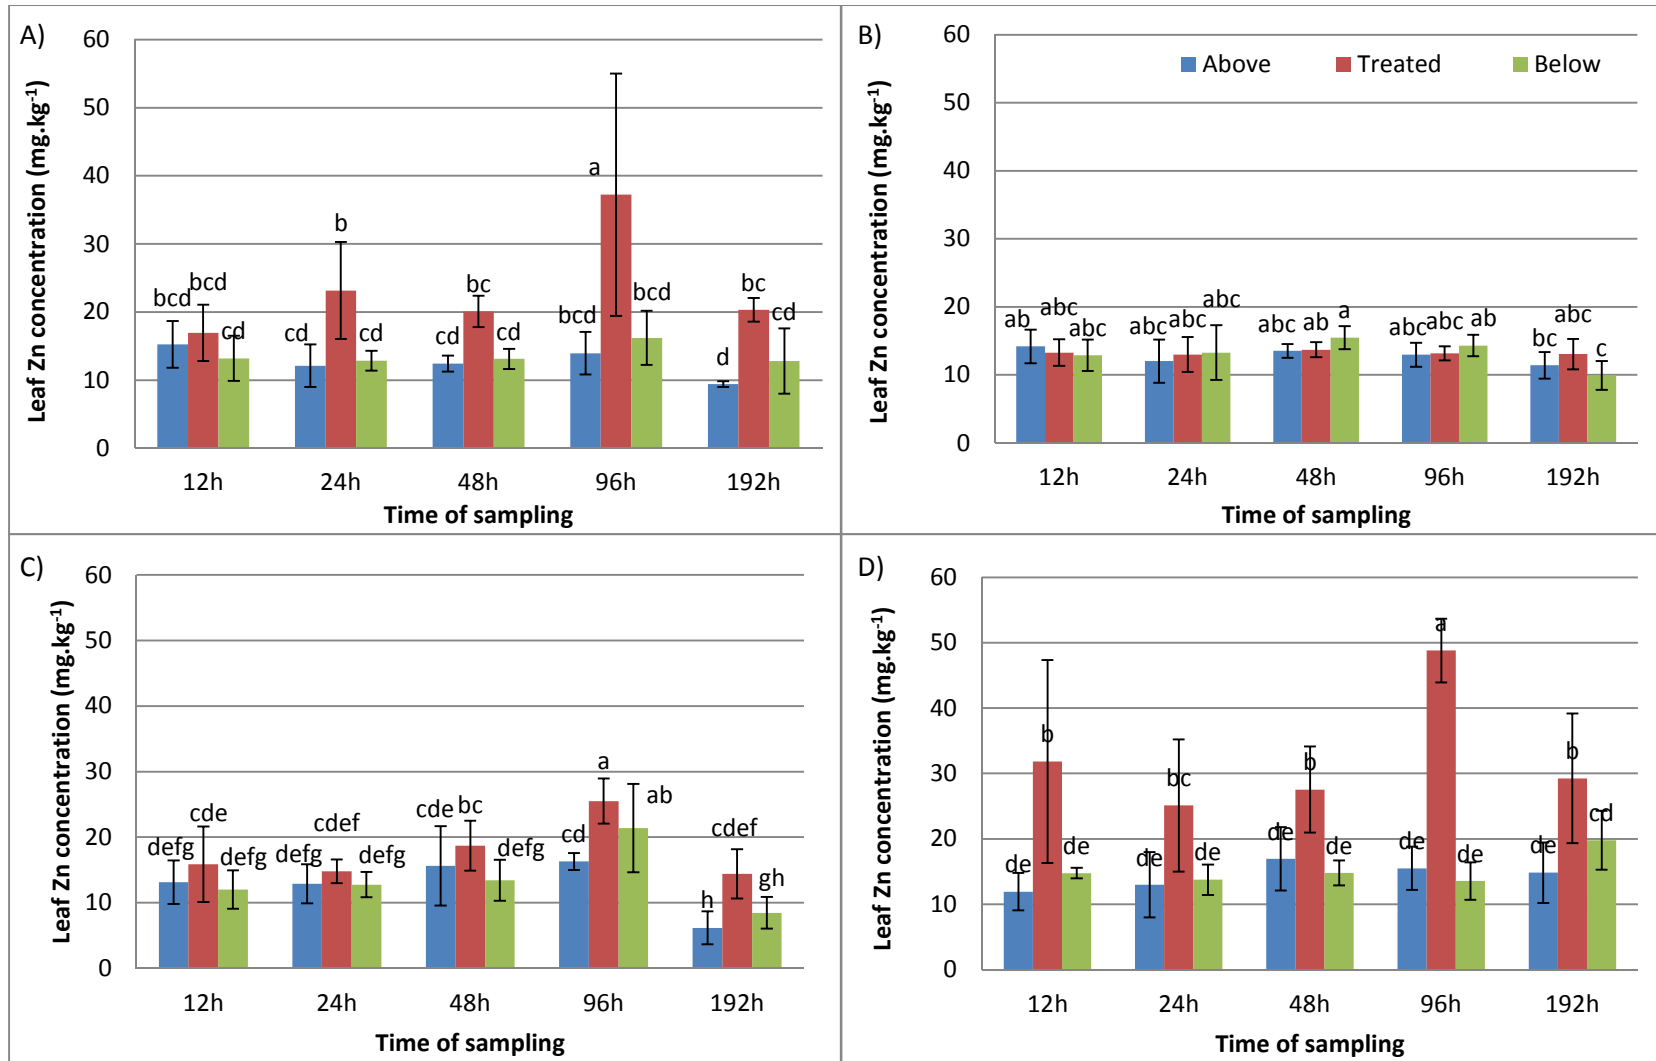 A)
Leaf Zn concentration (mg.kg-1)
60
50
40
30
20
10
0
bcd bcd cd
cd b cd
cd bc cd
bcd a bcd
d bc cd
12h 24h 48h 96h 192h
Time of sampling
B)
Leaf Zn concentration (mg.kg-1)
Above Treated Below
60
50
40
30
20
10
0
ab abc abc
abc abc abc
abc ab a
abc abc ab
bc abc c
12h 24h 48h 96h 192h
Time of sampling
C)
Leaf Zn concentration (mg.kg-1)
60
50
40
30
20
10
0
defg cde defg
defg cdef defg
cde bc defg
cd a ab
h cdef gh
12h 24h 48h 96h 192h
Time of sampling
D)
Leaf Zn concentration (mg.kg-1)
60
50
40
30
20
10
0
de b de
de bc de
de b de
de a de
de b cd
12h 24h 48h 96h 192h
Time of sampling